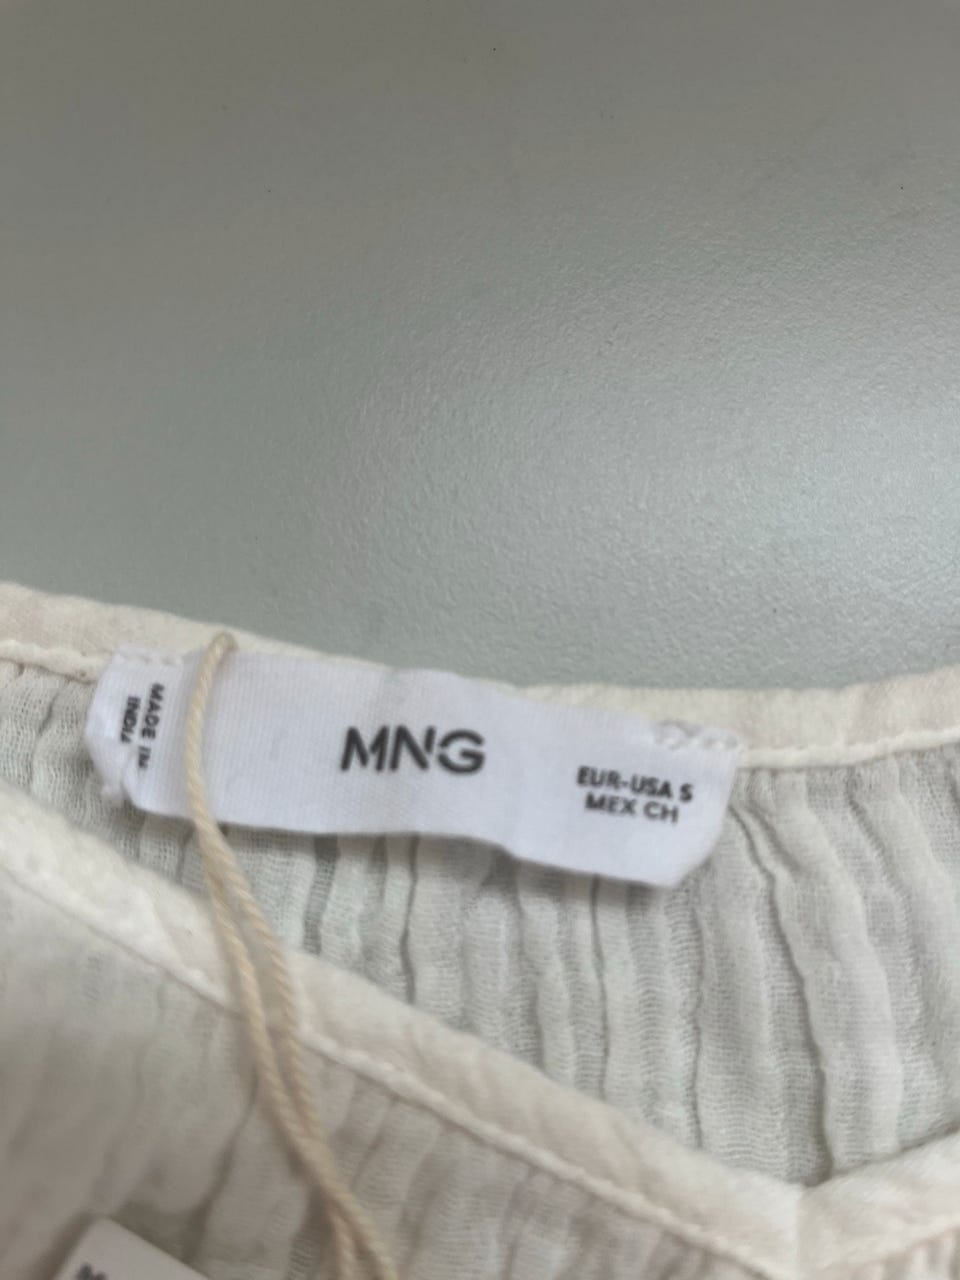 MADE IN
INDIA
MNG
EUR-USA S
MEX CH